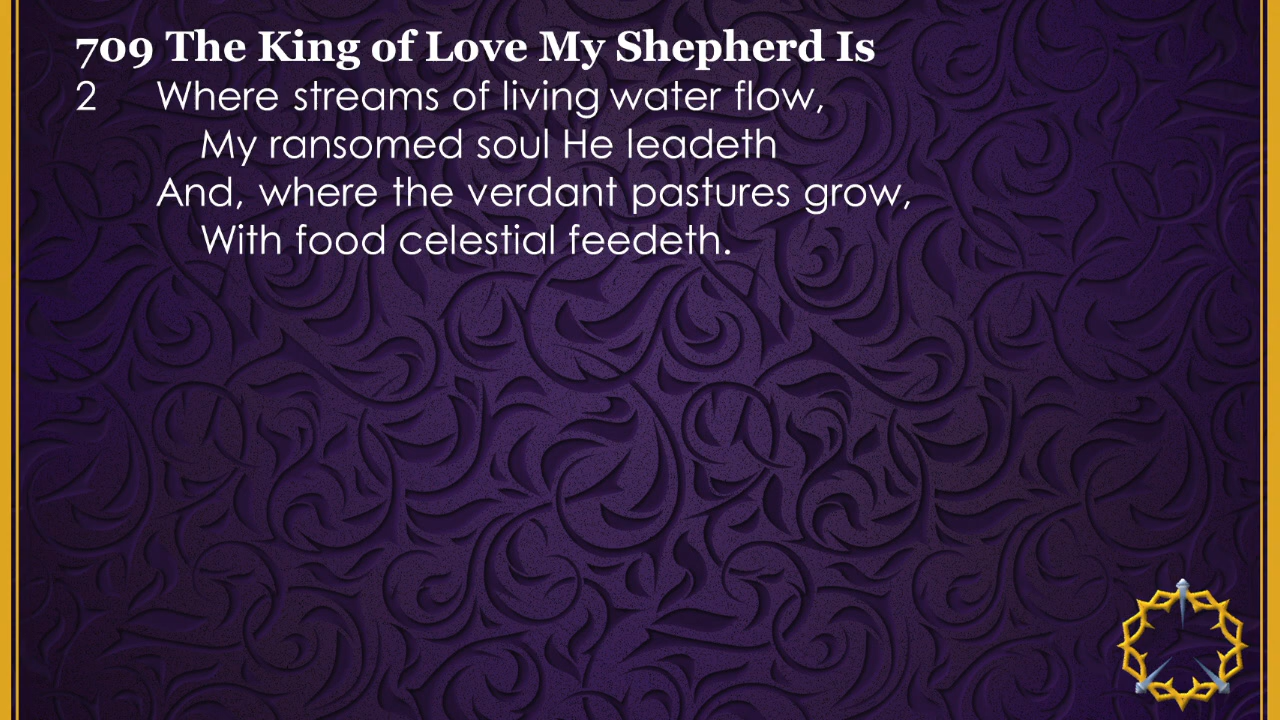 709 The King of Love My Shepherd Is
2 Where streams of living water flow,
My ransomed soul He leadeth
And, where the verdant pastures grow,
With food celestial feedeth.